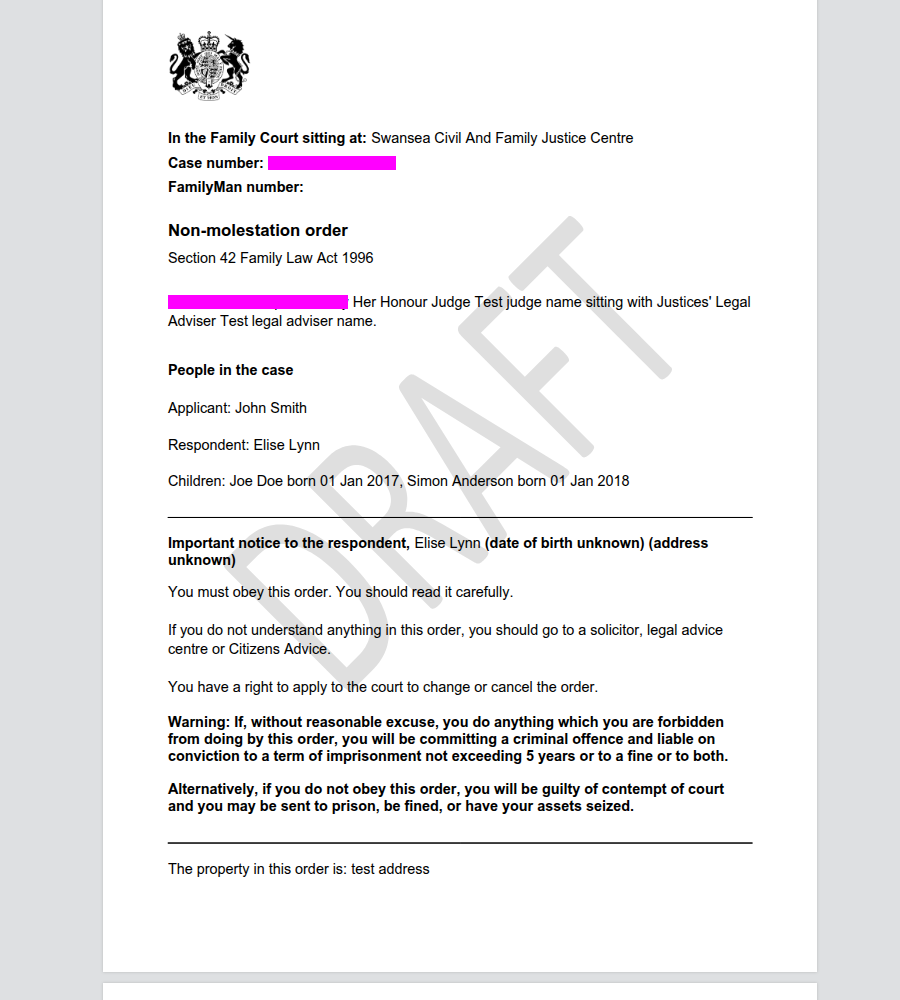 In the Family Court sitting at: Swansea Civil And Family Justice Centre
Case number:
FamilyMan number:
Non-molestation order
Section 42 Family Law Act 1996
Her Honour Judge Test judge name sitting with Justices' Legal
Adviser Test legal adviser name.
People in the case
Applicant: John Smith
Respondent: Elise Lynn
Children: Joe Doe born 01 Jan 2017, Simon Anderson born 01 Jan 2018
Important notice to the respondent, Elise Lynn (date of birth unknown) (address
unknown)
You must obey this order. You should read it carefully.
If you do not understand anything in this order, you should go to a solicitor, legal advice
centre or Citizens Advice.
You have a right to apply to the court to change or cancel the order.
Warning: If, without reasonable excuse, you do anything which you are forbidden
from doing by this order, you will be committing a criminal offence and liable on
conviction to a term of imprisonment not exceeding 5 years or to a fine or to both.
Alternatively, if you do not obey this order, you will be guilty of contempt of court
and you may be sent to prison, be fined, or have your assets seized.
The property in this order is: test address
DRAFT